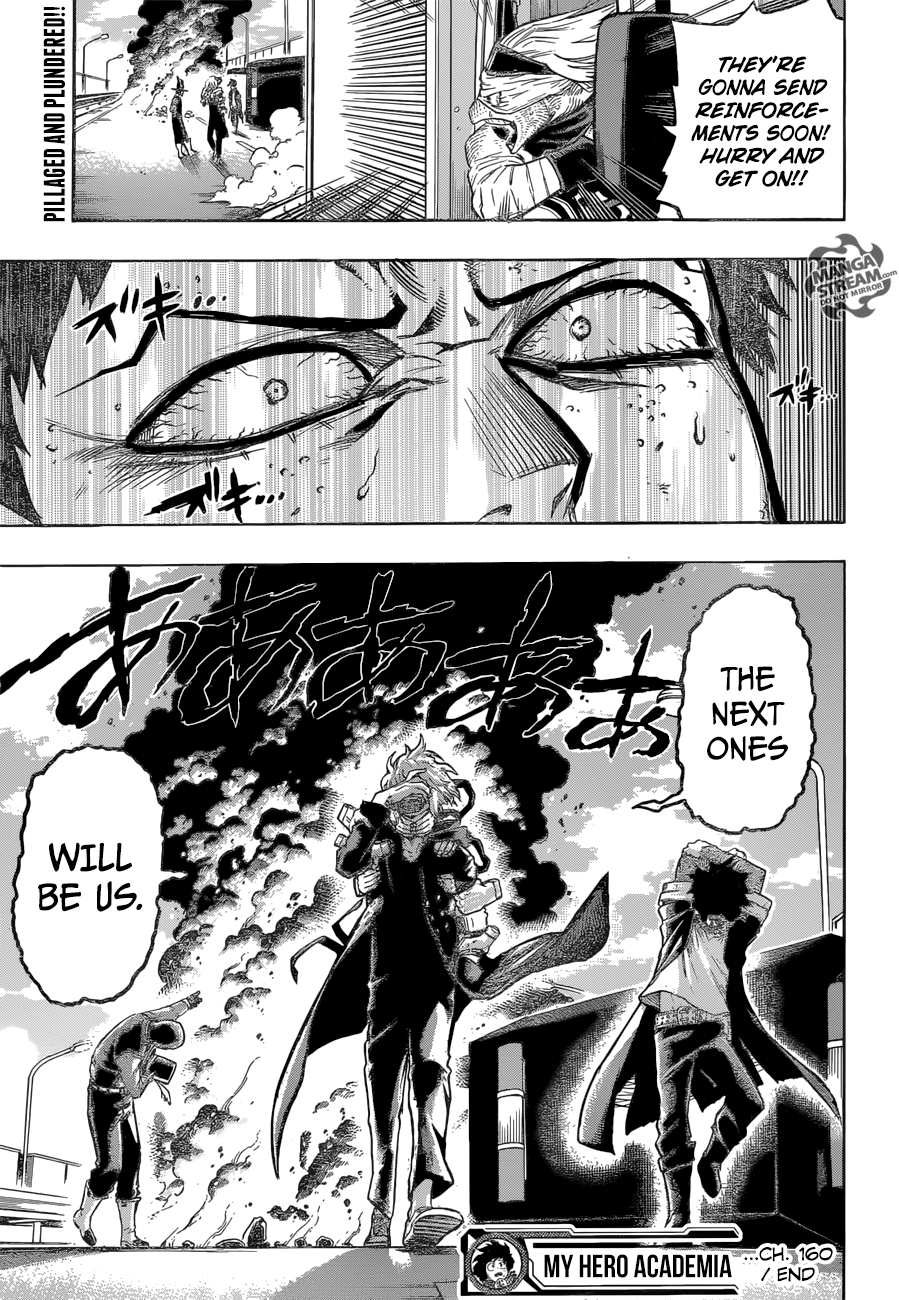 PILLAGED AND PLUNDERED!!
THEY'RE
GONNA SEND
REINFORCE-
MENTS SOON!
HURRY AND
GET ON!!
MANGA
STREAM.com
DO NOT MIRROR
ズキ...
ズキ...
ズキ...
ああああああ
THE
NEXT
ONES
WILL
BE US.
MY HERO ACADEMIA
...CH. 160
/ END